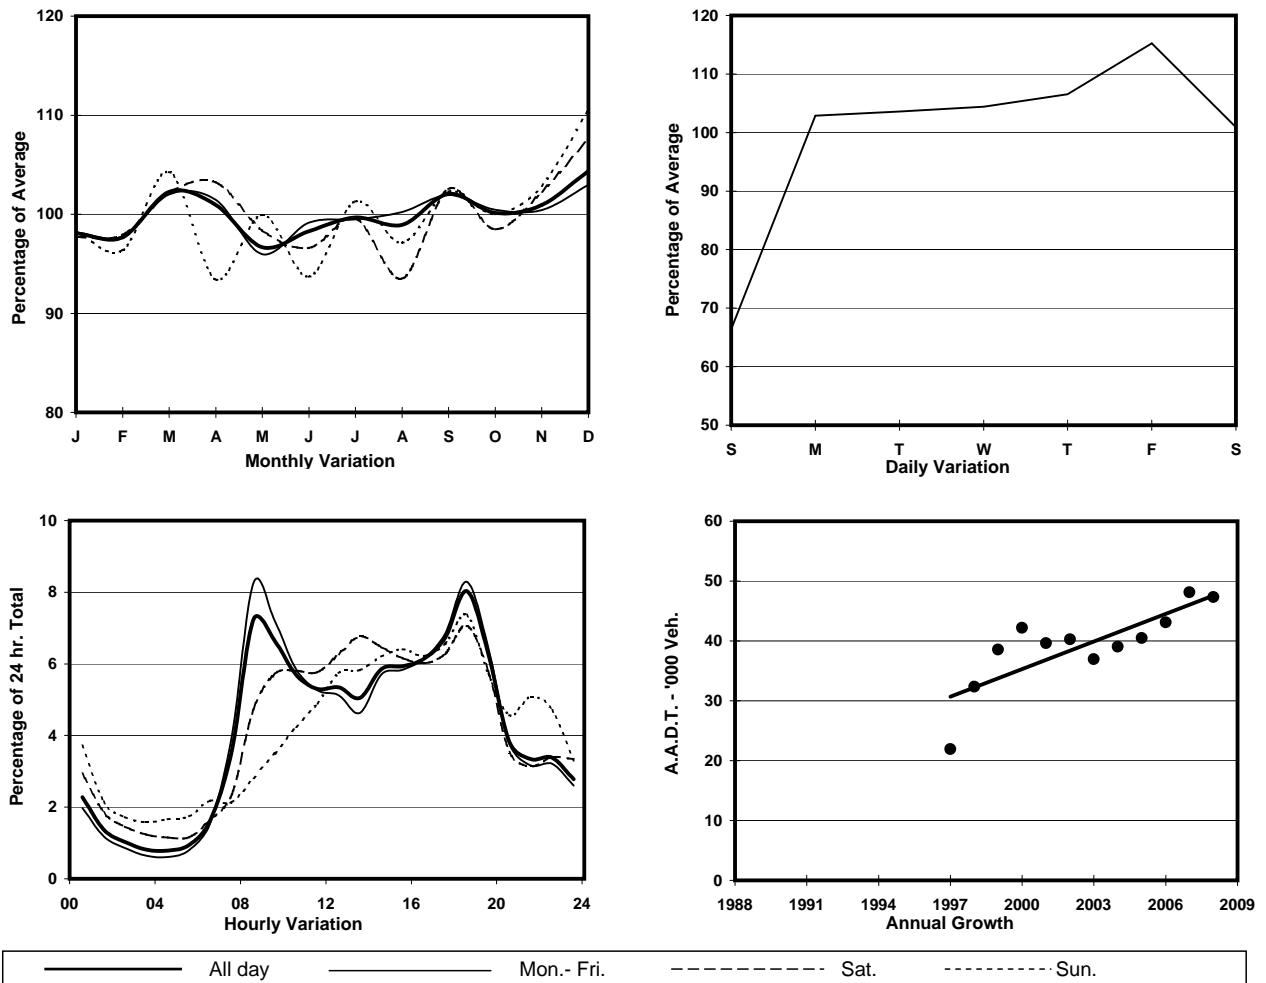 120
110
100
90
80
Percentage of Average
J F M A M J J A S O N D
Monthly Variation
120
110
100
90
80
70
60
50
Percentage of Average
S M T W T F S
Daily Variation
10
8
6
4
2
0
Percentage of 24 hr. Total
00 04 08 12 16 20 24
Hourly Variation
60
50
40
30
20
10
0
A.A.D.T. - '000 Veh.
1988 1991 1994 1997 2000 2003 2006 2009
Annual Growth
All day Mon.- Fri. Sat. Sun.